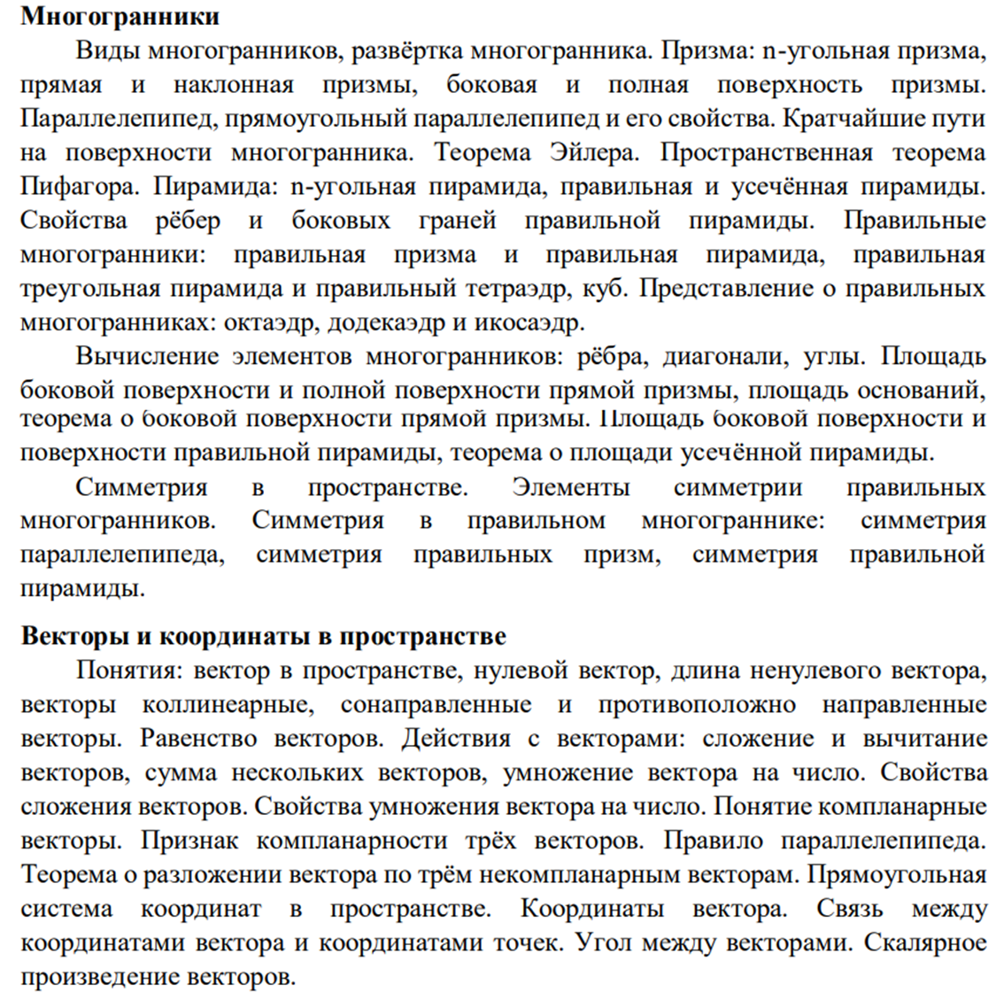 Многогранники
Виды многогранников, развёртка многогранника. Призма: n-угольная призма,
прямая и наклонная призмы, боковая и полная поверхность призмы.
Параллелепипед, прямоугольный параллелепипед и его свойства. Кратчайшие пути
на поверхности многогранника. Теорема Эйлера. Пространственная теорема
Пифагора. Пирамида: n-угольная пирамида, правильная и усечённая пирамиды.
Свойства рёбер и боковых граней правильной пирамиды. Правильные
многогранники: правильная призма и правильная пирамида, правильная
треугольная пирамида и правильный тетраэдр, куб. Представление о правильных
многогранниках: октаэдр, додекаэдр и икосаэдр.
Вычисление элементов многогранников: рёбра, диагонали, углы. Площадь
боковой поверхности и полной поверхности прямой призмы, площадь оснований,
теорема о боковой поверхности прямой призмы. Площадь боковой поверхности и
поверхности правильной пирамиды, теорема о площади усечённой пирамиды.
Симметрия в пространстве. Элементы симметрии правильных
многогранников. Симметрия в правильном многограннике: симметрия
параллелепипеда, симметрия правильных призм, симметрия правильной
пирамиды.
Векторы и координаты в пространстве
Понятия: вектор в пространстве, нулевой вектор, длина ненулевого вектора,
векторы коллинеарные, сонаправленные и противоположно направленные
векторы. Равенство векторов. Действия с векторами: сложение и вычитание
векторов, сумма нескольких векторов, умножение вектора на число. Свойства
сложения векторов. Свойства умножения вектора на число. Понятие компланарные
векторы. Признак компланарности трёх векторов. Правило параллелепипеда.
Теорема о разложении вектора по трём некомпланарным векторам. Прямоугольная
система координат в пространстве. Координаты вектора. Связь между
координатами вектора и координатами точек. Угол между векторами. Скалярное
произведение векторов.